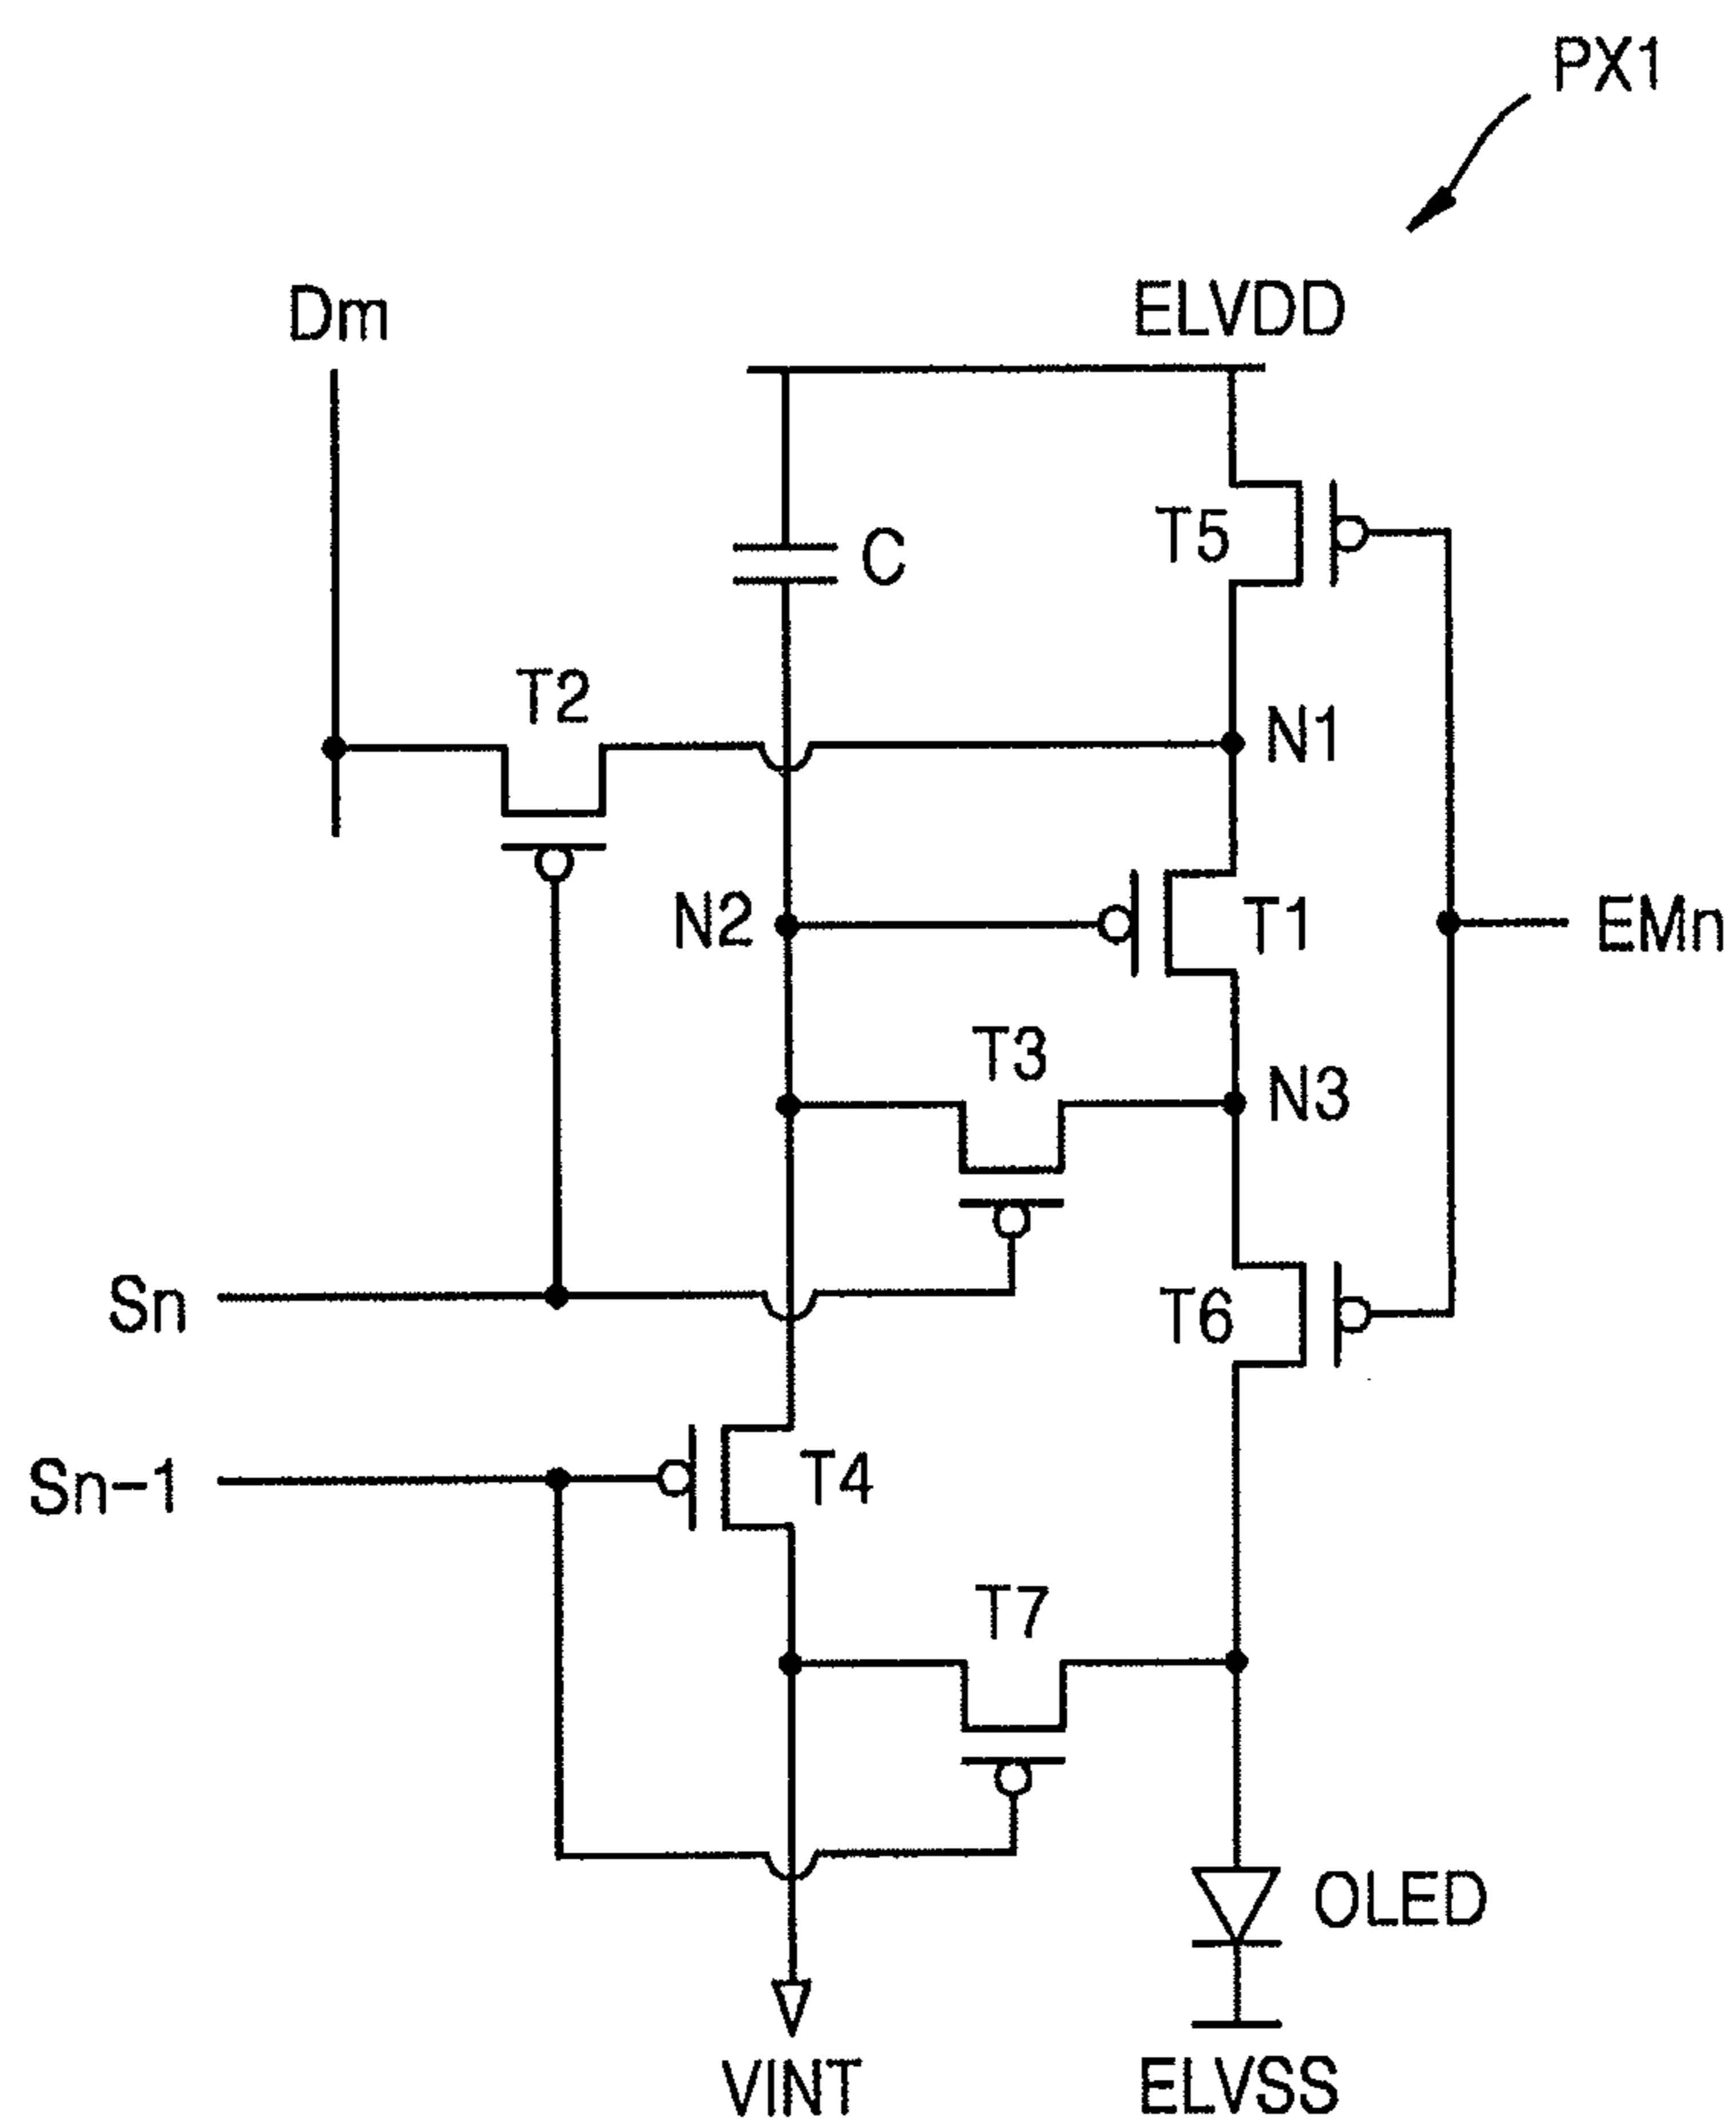 PX1
Dm
ELVDD
T5
C
T2
N1
N2
T1
EMn
T3
N3
Sn
T6
Sn-1
T4
T7
OLED
VINT
ELVSS